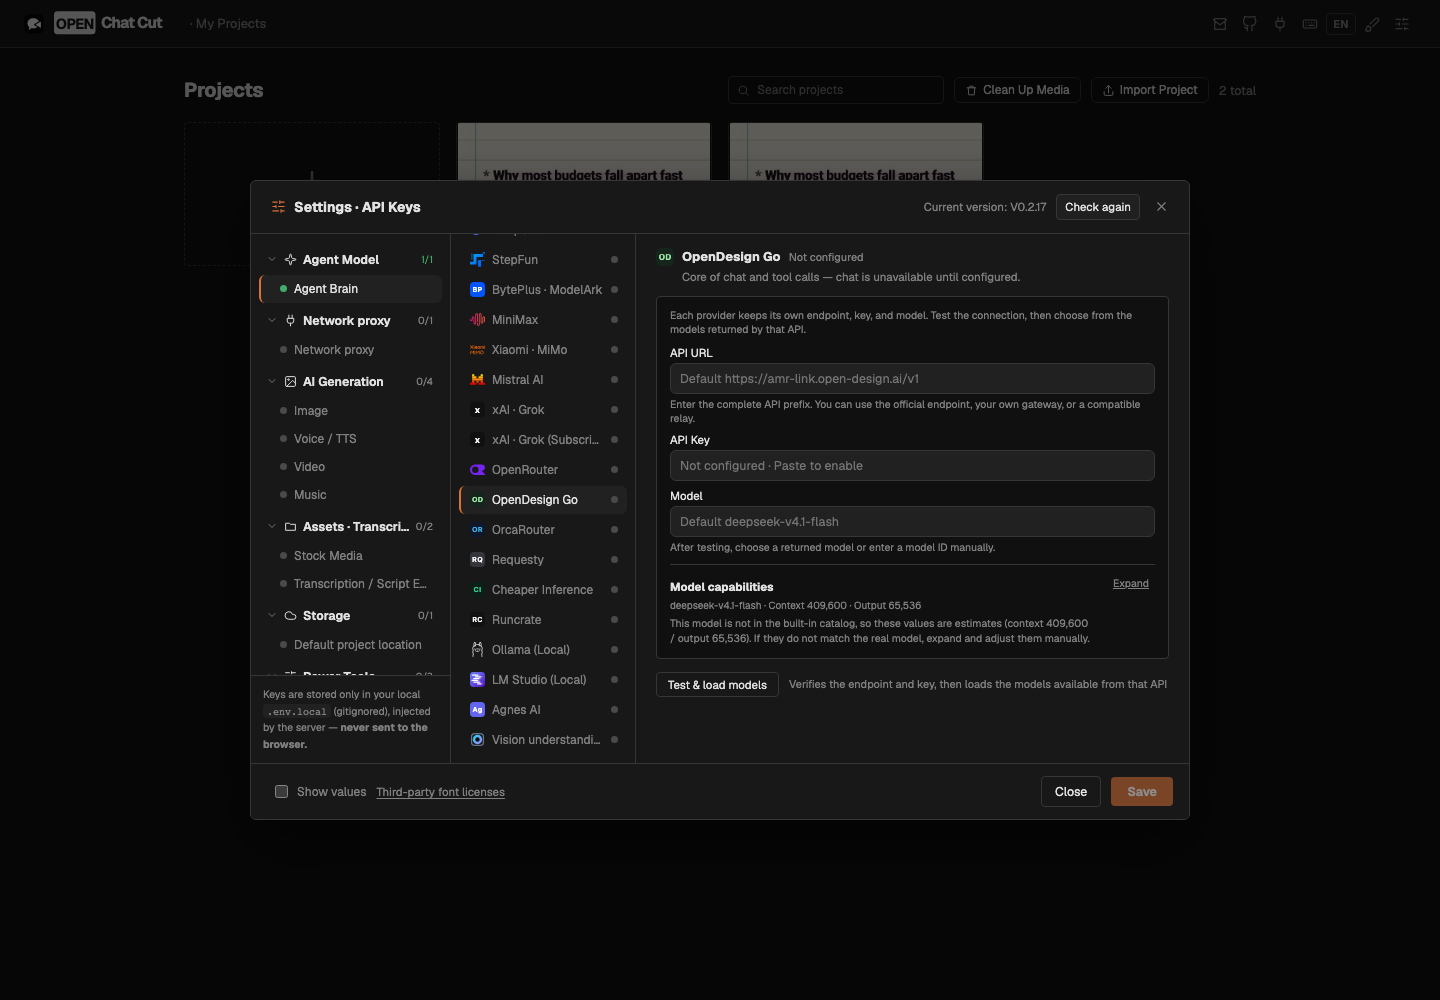 OPEN Chat Cut
· My Projects
EN
Projects
Search projects
Clean Up Media
Import Project
2 total
* Why most budgets fall apart fast
* Why most budgets fall apart fast
Settings · API Keys
Current version: V0.2.17
Check again
Agent Model 1/1
Agent Brain
Network proxy 0/1
Network proxy
AI Generation 0/4
Image
Voice / TTS
Video
Music
Assets · Transcri... 0/2
Stock Media
Transcription / Script E...
Storage 0/1
Default project location
Keys are stored only in your local
.env.local (gitignored), injected
by the server — never sent to the
browser.
StepFun
BP BytePlus · ModelArk
MiniMax
Xiaomi · MiMo
Mistral AI
x xAI · Grok
x xAI · Grok (Subscri...
OpenRouter
OD OpenDesign Go
OR OrcaRouter
RQ Requesty
CI Cheaper Inference
RC Runcrate
Ollama (Local)
LM Studio (Local)
Ag Agnes AI
Vision understandi...
OD OpenDesign Go Not configured
Core of chat and tool calls — chat is unavailable until configured.
Each provider keeps its own endpoint, key, and model. Test the connection, then choose from the
models returned by that API.
API URL
Default https://amr-link.open-design.ai/v1
Enter the complete API prefix. You can use the official endpoint, your own gateway, or a compatible
relay.
API Key
Not configured · Paste to enable
Model
Default deepseek-v4.1-flash
After testing, choose a returned model or enter a model ID manually.
Model capabilities
Expand
deepseek-v4.1-flash · Context 409,600 · Output 65,536
This model is not in the built-in catalog, so these values are estimates (context 409,600
/ output 65,536). If they do not match the real model, expand and adjust them manually.
Test & load models
Verifies the endpoint and key, then loads the models available from that API
Show values
Third-party font licenses
Close
Save